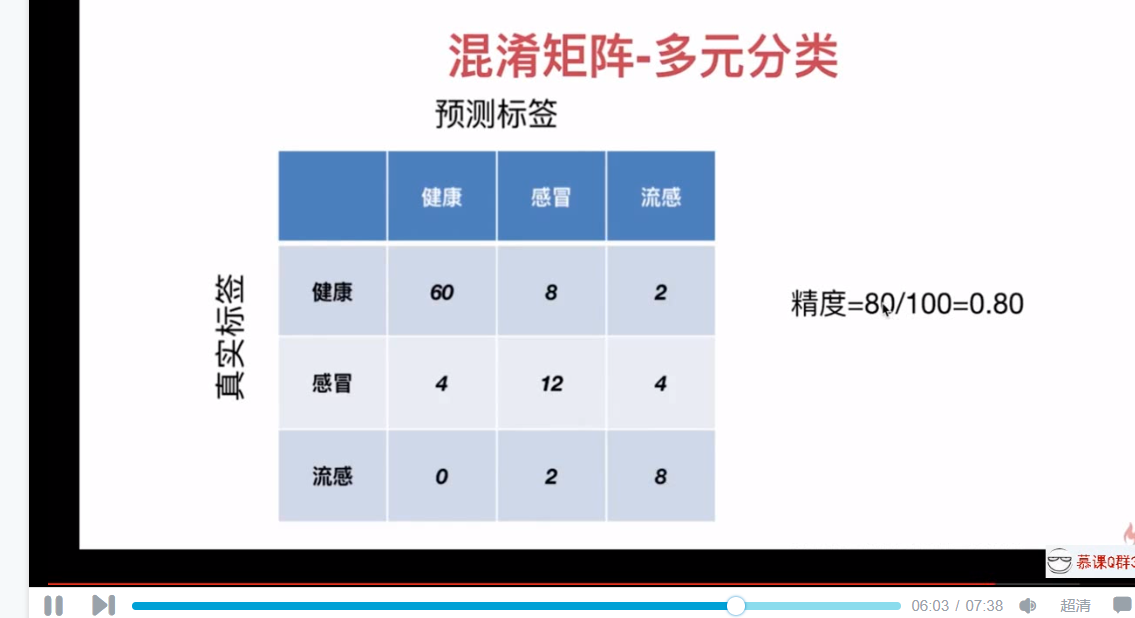 混淆矩阵-多元分类
预测标签
健康 感冒 流感
真实标签
健康 60 8 2
感冒 4 12 4
流感 0 2 8
精度=80/100=0.80
慕课Q群3
06:03 / 07:38 超清